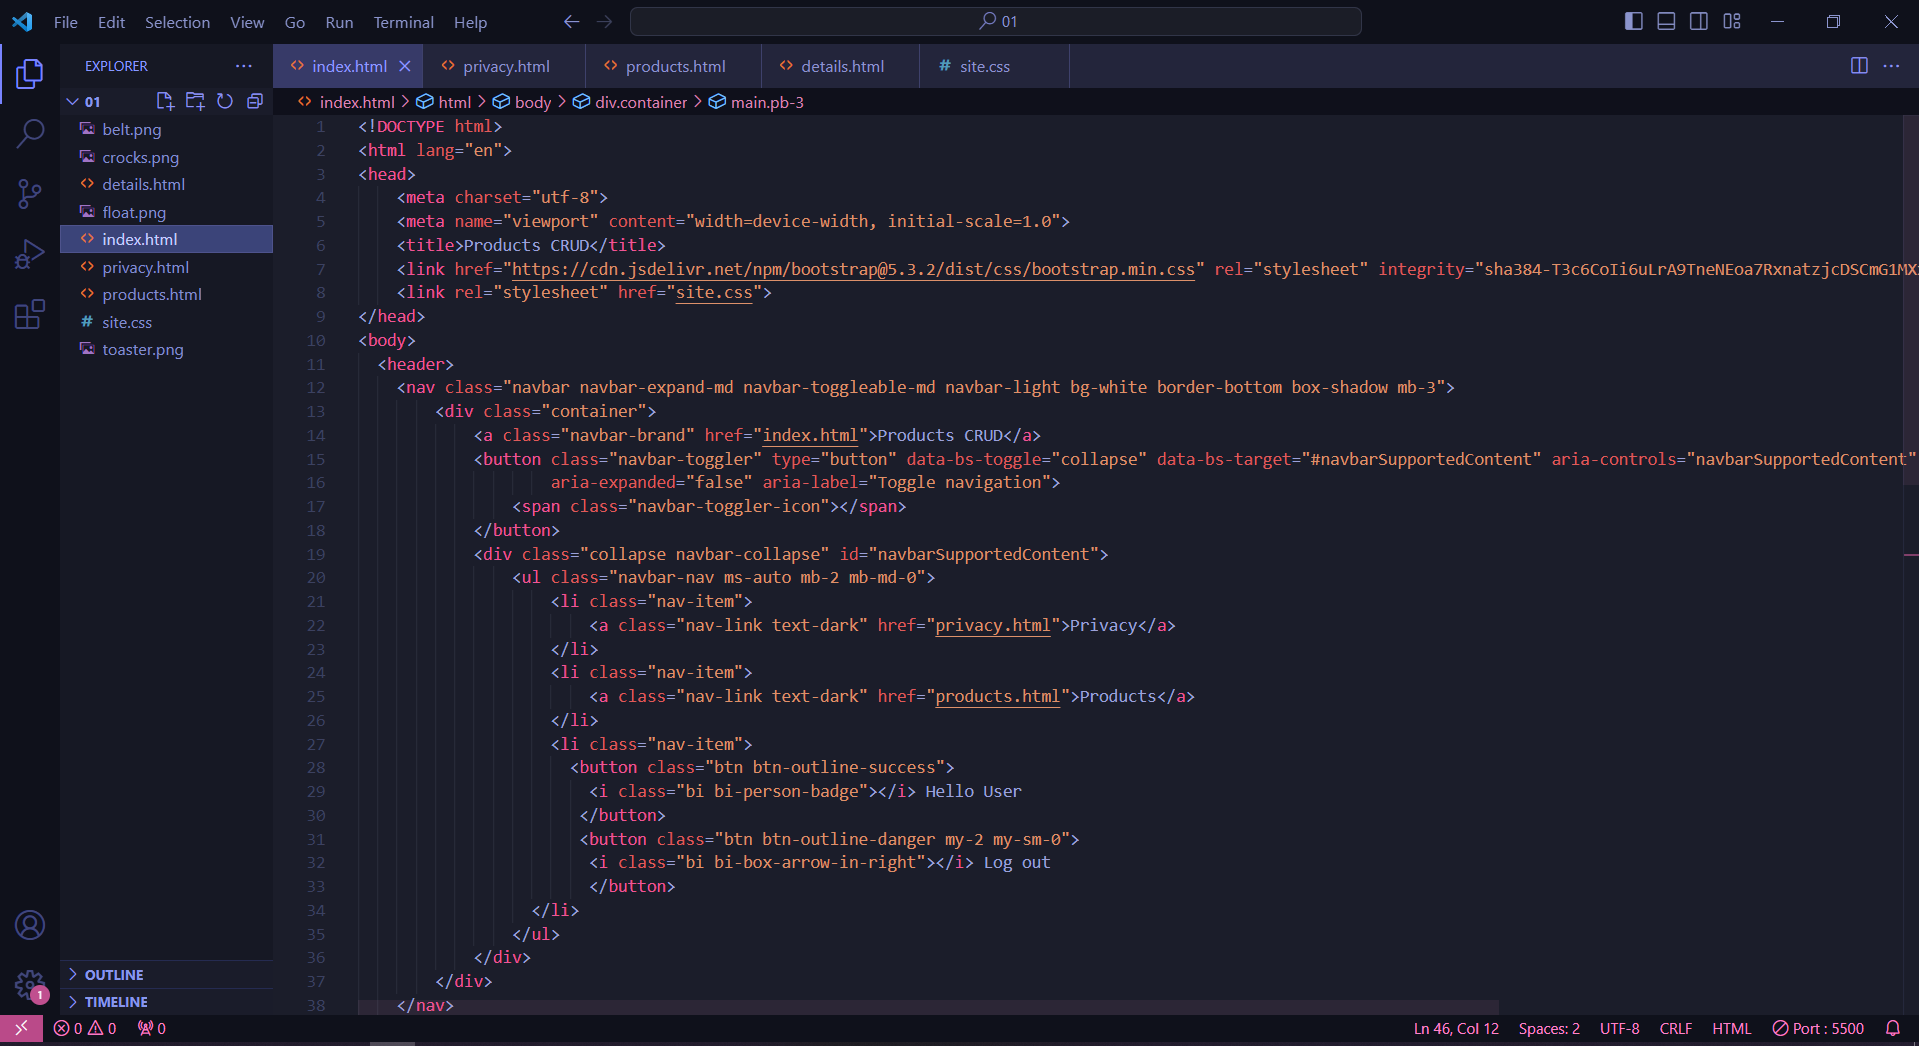 File Edit Selection View Go Run Terminal Help
01
EXPLORER
01
belt.png
crocks.png
details.html
float.png
index.html
privacy.html
products.html
site.css
toaster.png
OUTLINE
TIMELINE
1
index.html privacy.html products.html details.html # site.css
index.html > html > body > div.container > main.pb-3
1 <!DOCTYPE html>
2 <html lang="en">
3 <head>
4 <meta charset="utf-8">
5 <meta name="viewport" content="width=device-width, initial-scale=1.0">
6 <title>Products CRUD</title>
7 <link href="https://cdn.jsdelivr.net/npm/bootstrap@5.3.2/dist/css/bootstrap.min.css" rel="stylesheet" integrity="sha384-T3c6CoIi6uLrA9TneNEoa7RxnatzjcDSCmG1MX
8 <link rel="stylesheet" href="site.css">
9 </head>
10 <body>
11 <header>
12 <nav class="navbar navbar-expand-md navbar-toggleable-md navbar-light bg-white border-bottom box-shadow mb-3">
13 <div class="container">
14 <a class="navbar-brand" href="index.html">Products CRUD</a>
15 <button class="navbar-toggler" type="button" data-bs-toggle="collapse" data-bs-target="#navbarSupportedContent" aria-controls="navbarSupportedContent"
16 aria-expanded="false" aria-label="Toggle navigation">
17 <span class="navbar-toggler-icon"></span>
18 </button>
19 <div class="collapse navbar-collapse" id="navbarSupportedContent">
20 <ul class="navbar-nav ms-auto mb-2 mb-md-0">
21 <li class="nav-item">
22 <a class="nav-link text-dark" href="privacy.html">Privacy</a>
23 </li>
24 <li class="nav-item">
25 <a class="nav-link text-dark" href="products.html">Products</a>
26 </li>
27 <li class="nav-item">
28 <button class="btn btn-outline-success">
29 <i class="bi bi-person-badge"></i> Hello User
30 </button>
31 <button class="btn btn-outline-danger my-2 my-sm-0">
32 <i class="bi bi-box-arrow-in-right"></i> Log out
33 </button>
34 </li>
35 </ul>
36 </div>
37 </div>
38 </nav>
0 0 0 Ln 46, Col 12 Spaces: 2 UTF-8 CRLF HTML Port : 5500